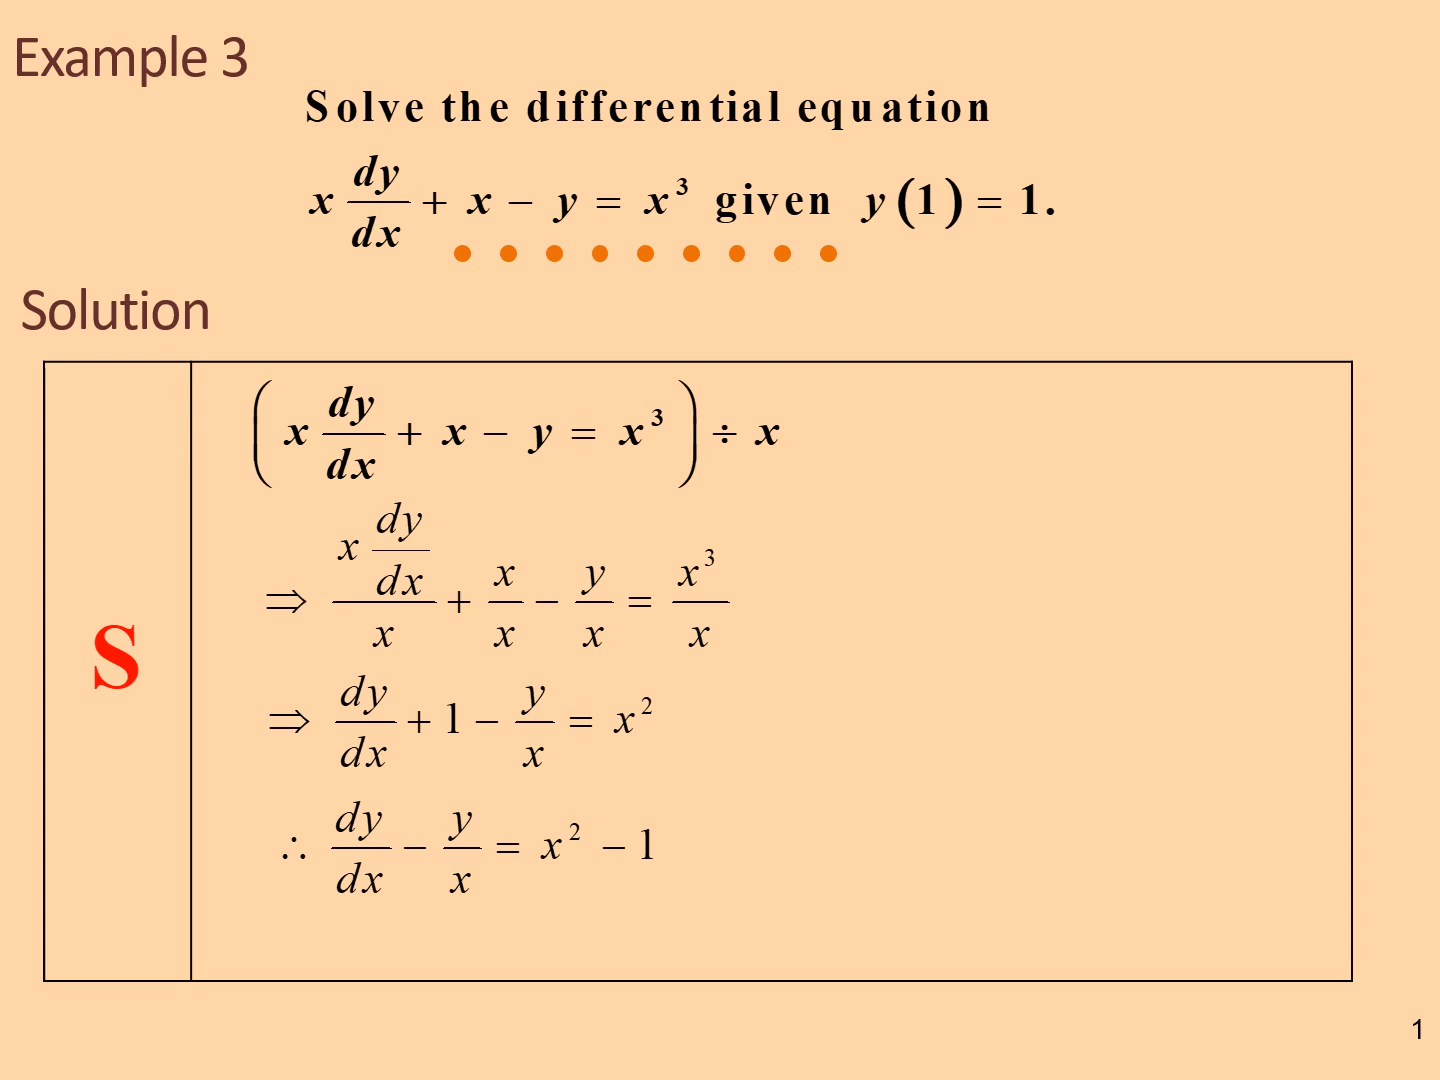 Example 3
Solve the differential equation
x dy/dx + x − y = x³ given y(1) = 1.
Solution
S
(x dy/dx + x − y = x³) ÷ x
⇒ (x dy/dx)/x + x/x − y/x = x³/x
⇒ dy/dx + 1 − y/x = x²
∴ dy/dx − y/x = x² − 1
1